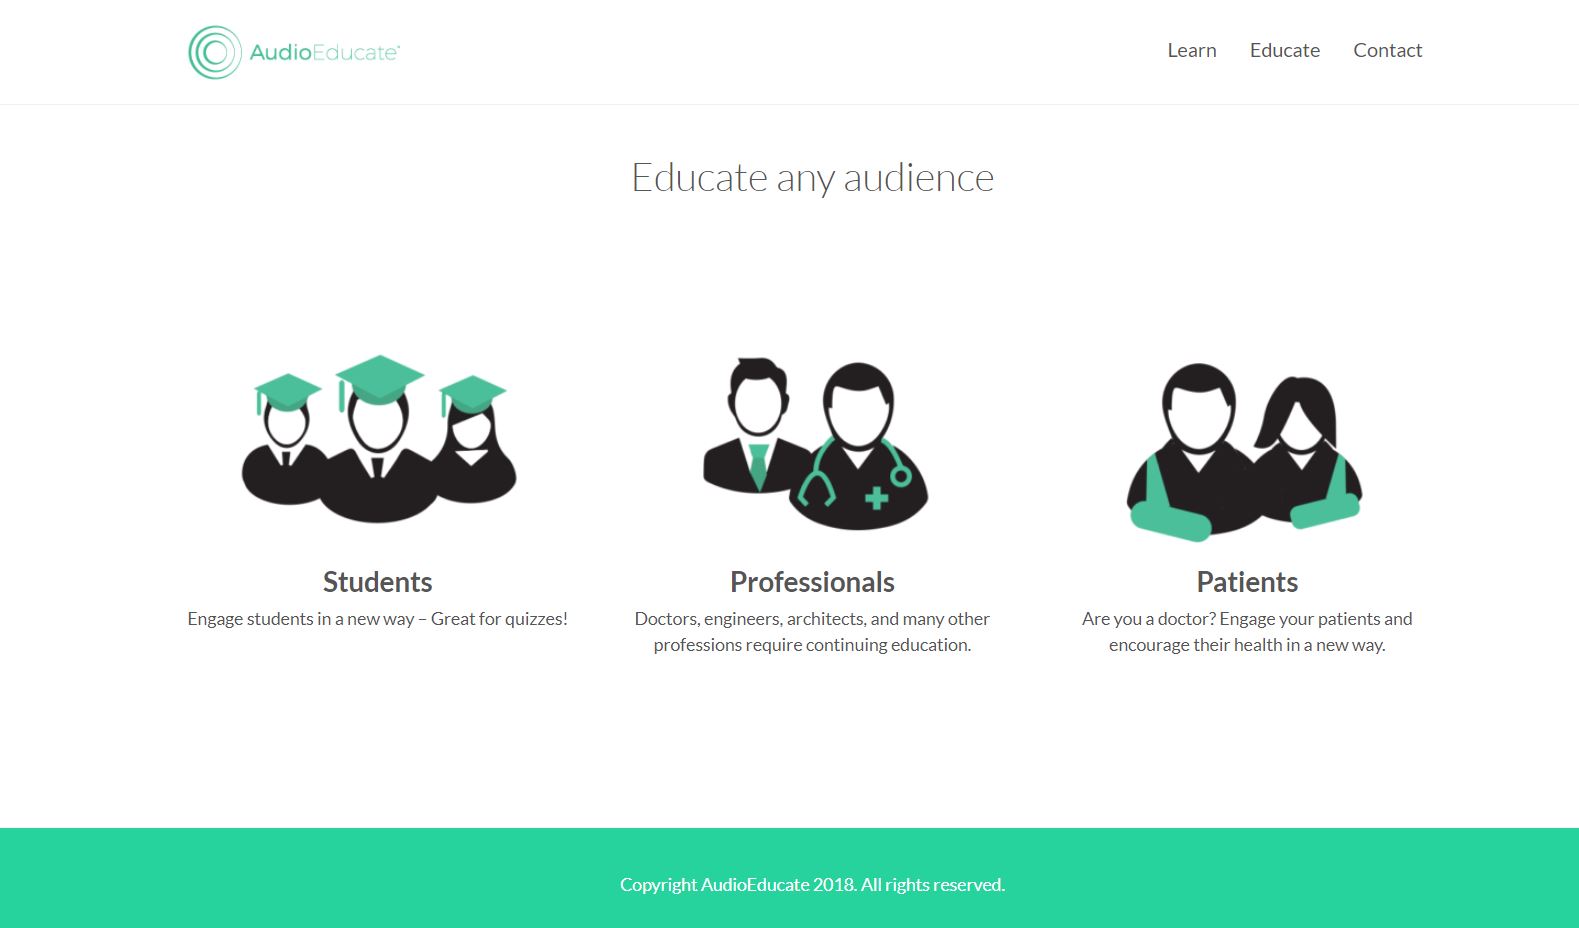 AudioEducate
Learn Educate Contact
Educate any audience
Students
Engage students in a new way – Great for quizzes!
Professionals
Doctors, engineers, architects, and many other
professions require continuing education.
Patients
Are you a doctor? Engage your patients and
encourage their health in a new way.
Copyright AudioEducate 2018. All rights reserved.